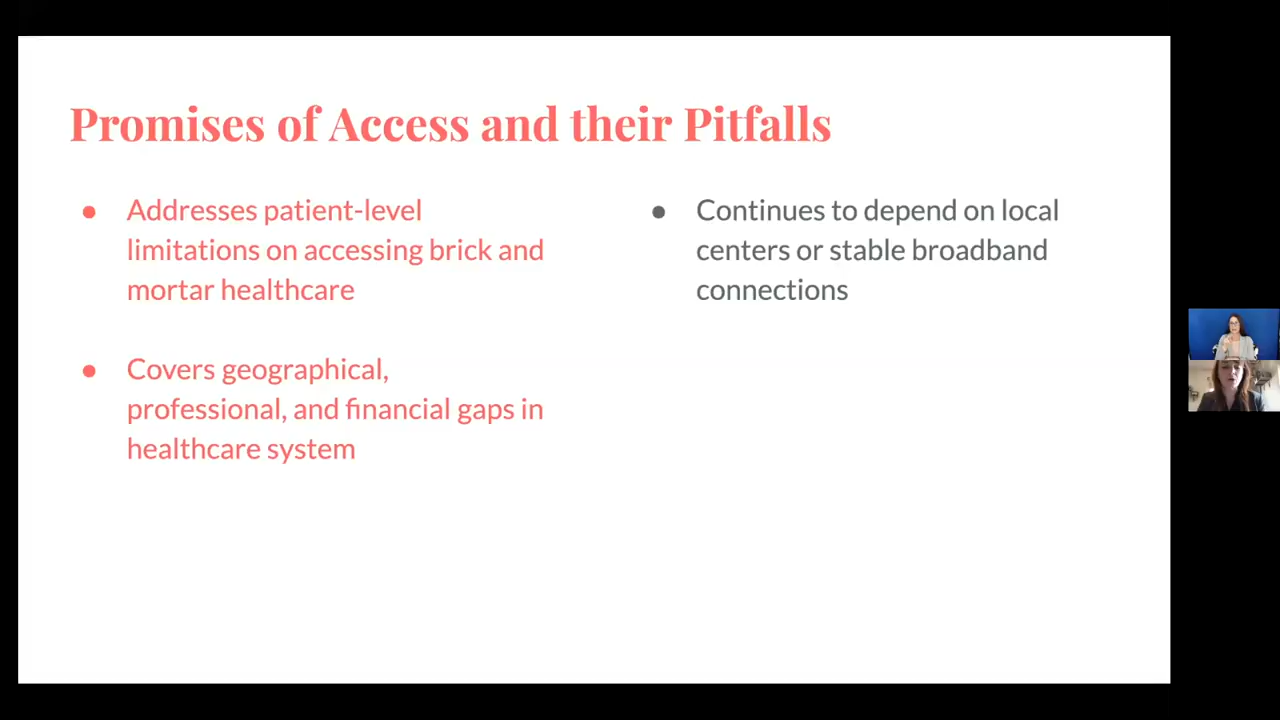 Promises of Access and their Pitfalls
● Addresses patient-level
limitations on accessing brick and
mortar healthcare
● Covers geographical,
professional, and financial gaps in
healthcare system
● Continues to depend on local
centers or stable broadband
connections